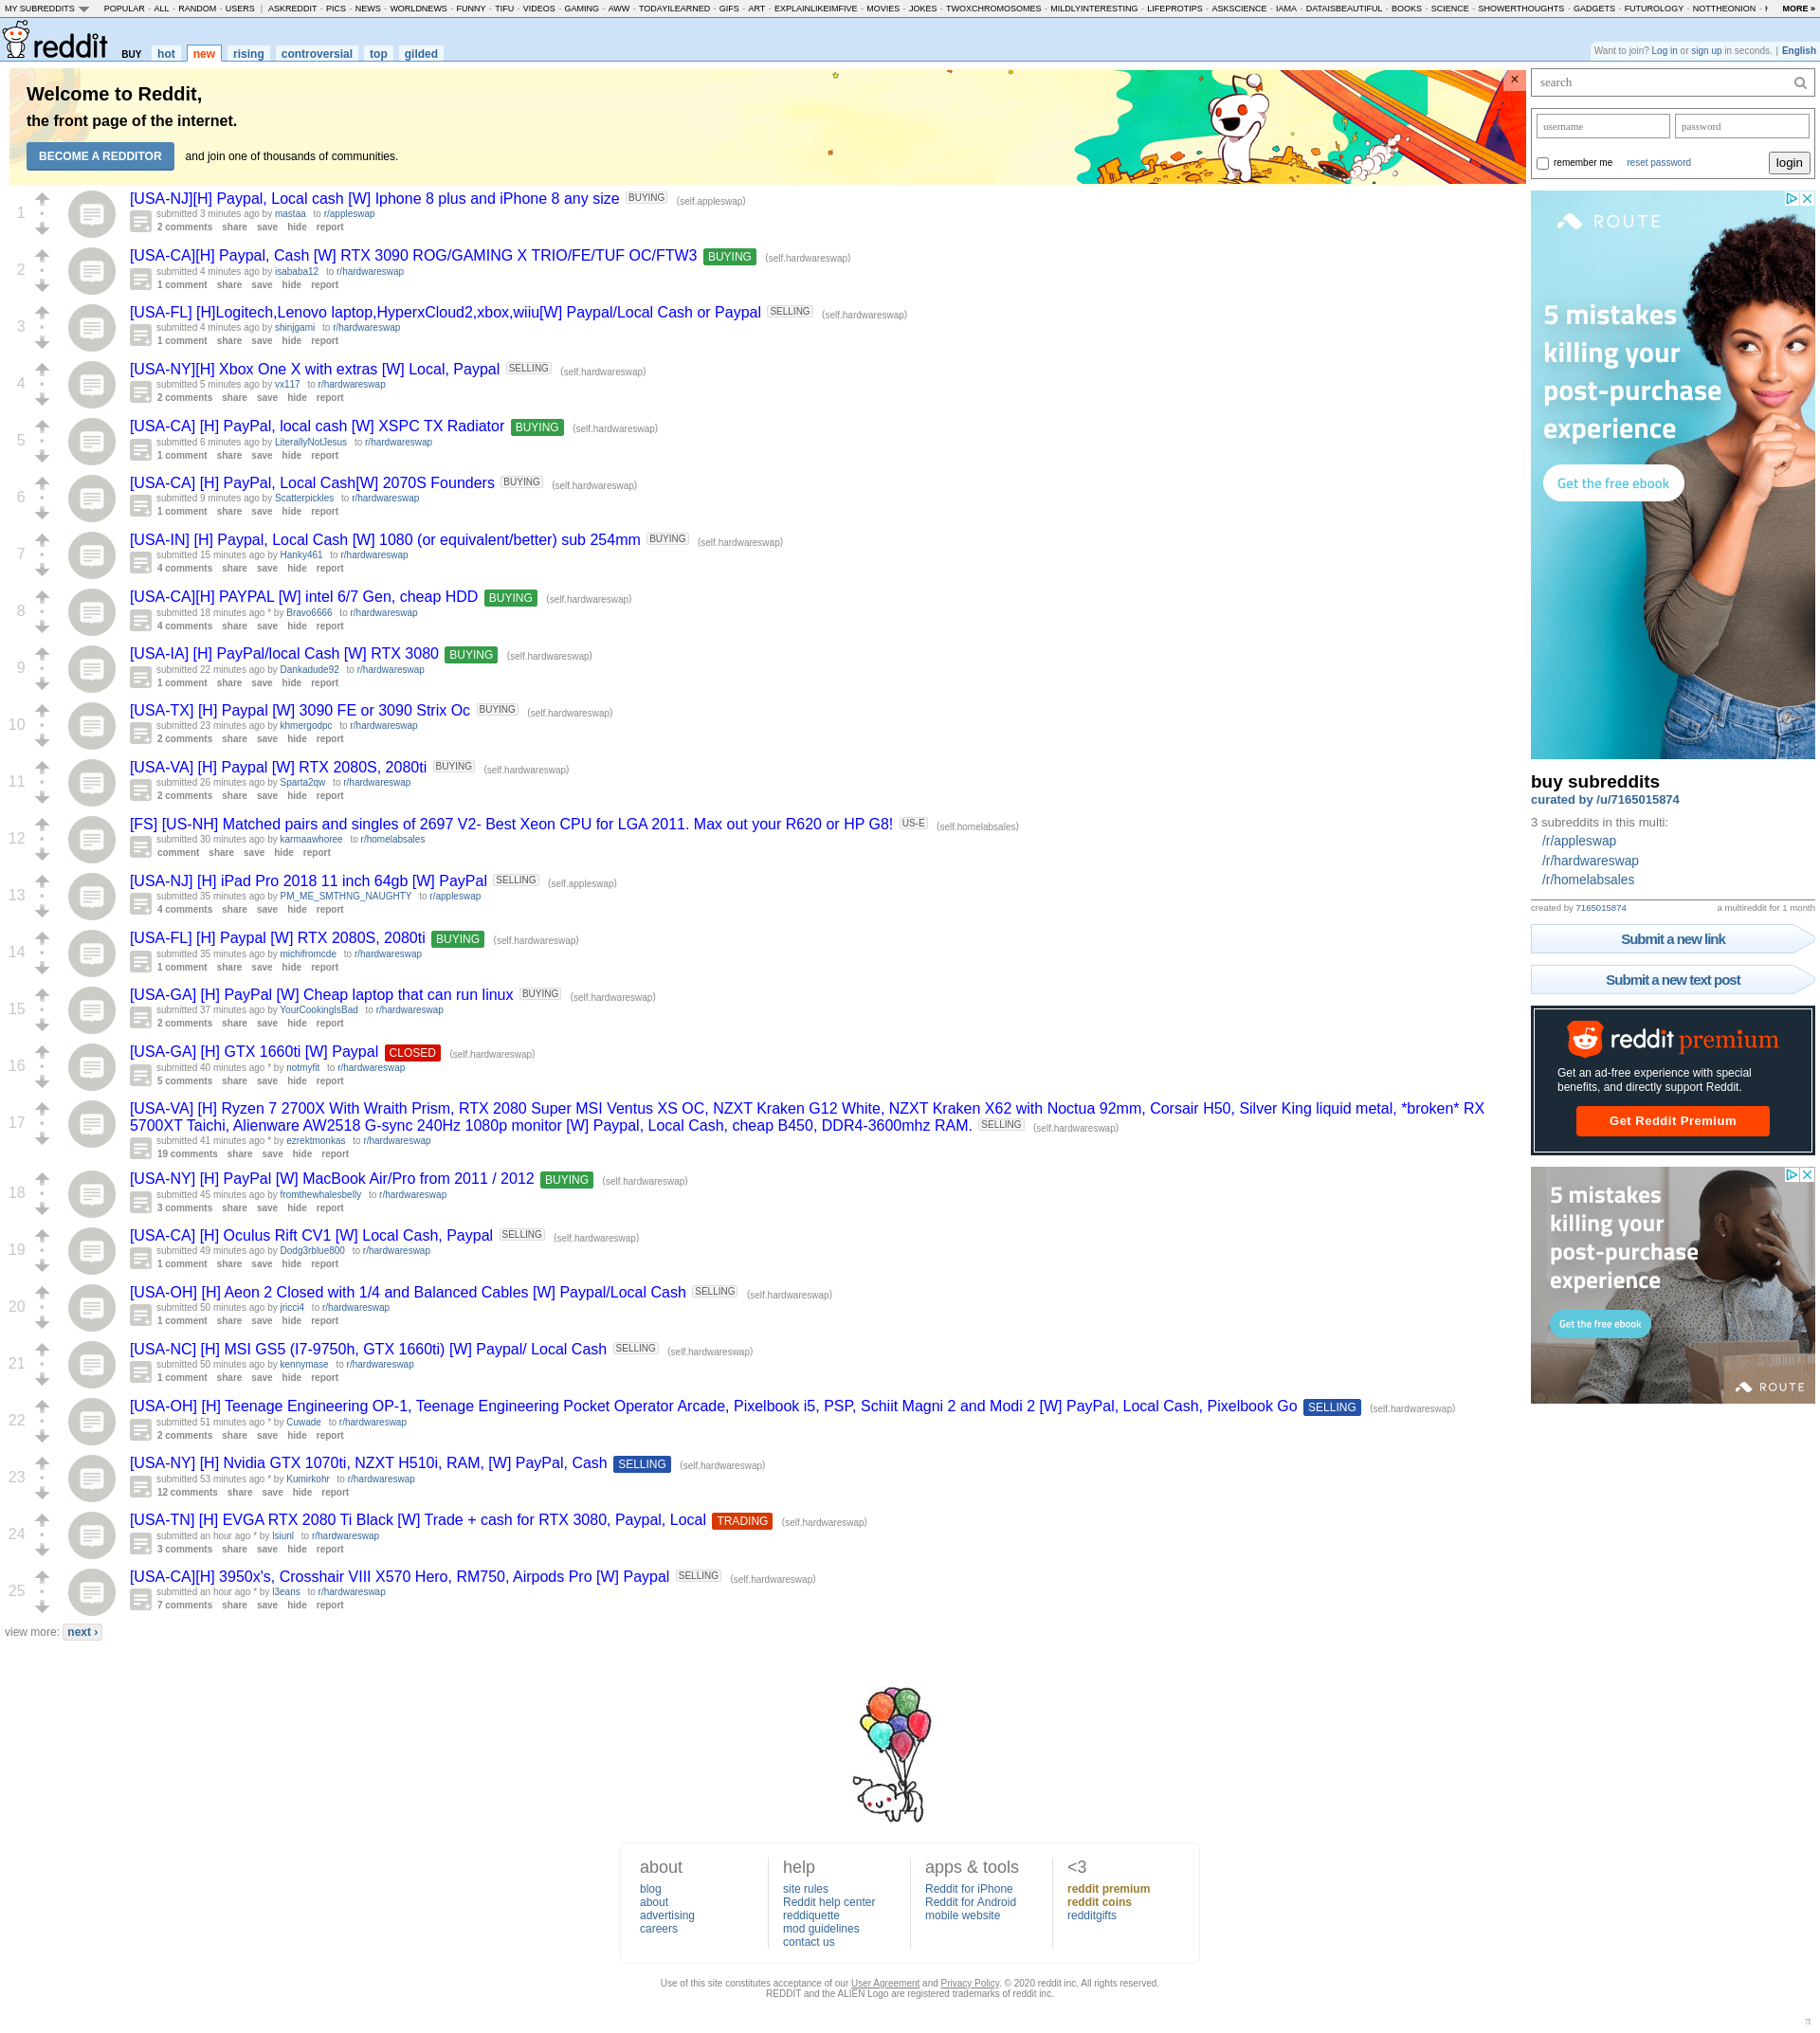 MY SUBREDDITS POPULAR - ALL - RANDOM - USERS | ASKREDDIT - PICS - NEWS - WORLDNEWS - FUNNY - TIFU - VIDEOS - GAMING - AWW - TODAYILEARNED - GIFS - ART - EXPLAINLIKEIMFIVE - MOVIES - JOKES - TWOXCHROMOSOMES - MILDLYINTERESTING - LIFEPROTIPS - ASKSCIENCE - IAMA - DATAISBEAUTIFUL - BOOKS - SCIENCE - SHOWERTHOUGHTS - GADGETS - FUTUROLOGY - NOTTHEONION - MORE »
reddit BUY hot new rising controversial top gilded
Want to join? Log in or sign up in seconds. | English
Welcome to Reddit,
the front page of the internet.
BECOME A REDDITOR and join one of thousands of communities.
×
1
[USA-NJ][H] Paypal, Local cash [W] Iphone 8 plus and iPhone 8 any size BUYING (self.appleswap)
submitted 3 minutes ago by mastaa to r/appleswap
2 comments share save hide report
2
[USA-CA][H] Paypal, Cash [W] RTX 3090 ROG/GAMING X TRIO/FE/TUF OC/FTW3 BUYING (self.hardwareswap)
submitted 4 minutes ago by isababa12 to r/hardwareswap
1 comment share save hide report
3
[USA-FL] [H]Logitech,Lenovo laptop,HyperxCloud2,xbox,wiiu[W] Paypal/Local Cash or Paypal SELLING (self.hardwareswap)
submitted 4 minutes ago by shinjgami to r/hardwareswap
1 comment share save hide report
4
[USA-NY][H] Xbox One X with extras [W] Local, Paypal SELLING (self.hardwareswap)
submitted 5 minutes ago by vx117 to r/hardwareswap
2 comments share save hide report
5
[USA-CA] [H] PayPal, local cash [W] XSPC TX Radiator BUYING (self.hardwareswap)
submitted 6 minutes ago by LiterallyNotJesus to r/hardwareswap
1 comment share save hide report
6
[USA-CA] [H] PayPal, Local Cash[W] 2070S Founders BUYING (self.hardwareswap)
submitted 9 minutes ago by Scatterpickles to r/hardwareswap
1 comment share save hide report
7
[USA-IN] [H] Paypal, Local Cash [W] 1080 (or equivalent/better) sub 254mm BUYING (self.hardwareswap)
submitted 15 minutes ago by Hanky461 to r/hardwareswap
4 comments share save hide report
8
[USA-CA][H] PAYPAL [W] intel 6/7 Gen, cheap HDD BUYING (self.hardwareswap)
submitted 18 minutes ago * by Bravo6666 to r/hardwareswap
4 comments share save hide report
9
[USA-IA] [H] PayPal/local Cash [W] RTX 3080 BUYING (self.hardwareswap)
submitted 22 minutes ago by Dankadude92 to r/hardwareswap
1 comment share save hide report
10
[USA-TX] [H] Paypal [W] 3090 FE or 3090 Strix Oc BUYING (self.hardwareswap)
submitted 23 minutes ago by khmergodpc to r/hardwareswap
2 comments share save hide report
11
[USA-VA] [H] Paypal [W] RTX 2080S, 2080ti BUYING (self.hardwareswap)
submitted 26 minutes ago by Sparta2qw to r/hardwareswap
2 comments share save hide report
12
[FS] [US-NH] Matched pairs and singles of 2697 V2- Best Xeon CPU for LGA 2011. Max out your R620 or HP G8! US-E (self.homelabsales)
submitted 30 minutes ago by karmaawhoree to r/homelabsales
comment share save hide report
13
[USA-NJ] [H] iPad Pro 2018 11 inch 64gb [W] PayPal SELLING (self.appleswap)
submitted 35 minutes ago by PM_ME_SMTHNG_NAUGHTY to r/appleswap
4 comments share save hide report
14
[USA-FL] [H] Paypal [W] RTX 2080S, 2080ti BUYING (self.hardwareswap)
submitted 35 minutes ago by michifromcde to r/hardwareswap
1 comment share save hide report
15
[USA-GA] [H] PayPal [W] Cheap laptop that can run linux BUYING (self.hardwareswap)
submitted 37 minutes ago by YourCookingIsBad to r/hardwareswap
2 comments share save hide report
16
[USA-GA] [H] GTX 1660ti [W] Paypal CLOSED (self.hardwareswap)
submitted 40 minutes ago * by notmyfit to r/hardwareswap
5 comments share save hide report
17
[USA-VA] [H] Ryzen 7 2700X With Wraith Prism, RTX 2080 Super MSI Ventus XS OC, NZXT Kraken G12 White, NZXT Kraken X62 with Noctua 92mm, Corsair H50, Silver King liquid metal, *broken* RX
5700XT Taichi, Alienware AW2518 G-sync 240Hz 1080p monitor [W] Paypal, Local Cash, cheap B450, DDR4-3600mhz RAM. SELLING (self.hardwareswap)
submitted 41 minutes ago * by ezrektmonkas to r/hardwareswap
19 comments share save hide report
18
[USA-NY] [H] PayPal [W] MacBook Air/Pro from 2011 / 2012 BUYING (self.hardwareswap)
submitted 45 minutes ago by fromthewhalesbelly to r/hardwareswap
3 comments share save hide report
19
[USA-CA] [H] Oculus Rift CV1 [W] Local Cash, Paypal SELLING (self.hardwareswap)
submitted 49 minutes ago by Dodg3rblue800 to r/hardwareswap
1 comment share save hide report
20
[USA-OH] [H] Aeon 2 Closed with 1/4 and Balanced Cables [W] Paypal/Local Cash SELLING (self.hardwareswap)
submitted 50 minutes ago by jricci4 to r/hardwareswap
1 comment share save hide report
21
[USA-NC] [H] MSI GS5 (I7-9750h, GTX 1660ti) [W] Paypal/ Local Cash SELLING (self.hardwareswap)
submitted 50 minutes ago by kennymase to r/hardwareswap
1 comment share save hide report
22
[USA-OH] [H] Teenage Engineering OP-1, Teenage Engineering Pocket Operator Arcade, Pixelbook i5, PSP, Schiit Magni 2 and Modi 2 [W] PayPal, Local Cash, Pixelbook Go SELLING (self.hardwareswap)
submitted 51 minutes ago * by Cuwade to r/hardwareswap
2 comments share save hide report
23
[USA-NY] [H] Nvidia GTX 1070ti, NZXT H510i, RAM, [W] PayPal, Cash SELLING (self.hardwareswap)
submitted 53 minutes ago * by Kumirkohr to r/hardwareswap
12 comments share save hide report
24
[USA-TN] [H] EVGA RTX 2080 Ti Black [W] Trade + cash for RTX 3080, Paypal, Local TRADING (self.hardwareswap)
submitted an hour ago * by lsiunl to r/hardwareswap
3 comments share save hide report
25
[USA-CA][H] 3950x's, Crosshair VIII X570 Hero, RM750, Airpods Pro [W] Paypal SELLING (self.hardwareswap)
submitted an hour ago * by l3eans to r/hardwareswap
7 comments share save hide report
view more: next ›
search
username password
remember me reset password login
ROUTE
5 mistakes
killing your
post-purchase
experience
Get the free ebook
buy subreddits
curated by /u/7165015874
3 subreddits in this multi:
/r/appleswap
/r/hardwareswap
/r/homelabsales
created by 7165015874 a multireddit for 1 month
Submit a new link
Submit a new text post
reddit premium
Get an ad-free experience with special
benefits, and directly support Reddit.
Get Reddit Premium
5 mistakes
killing your
post-purchase
experience
Get the free ebook
ROUTE
about
blog
about
advertising
careers
help
site rules
Reddit help center
reddiquette
mod guidelines
contact us
apps & tools
Reddit for iPhone
Reddit for Android
mobile website
<3
reddit premium
reddit coins
redditgifts
Use of this site constitutes acceptance of our User Agreement and Privacy Policy. © 2020 reddit inc. All rights reserved.
REDDIT and the ALIEN Logo are registered trademarks of reddit inc.
π